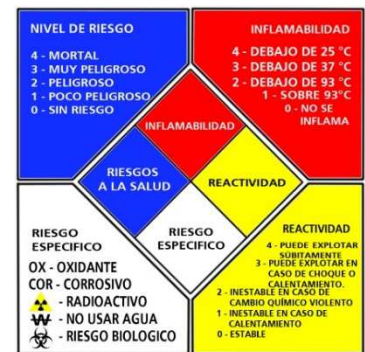 NIVEL DE RIESGO
4 - MORTAL
3 - MUY PELIGROSO
2 - PELIGROSO
1 - POCO PELIGROSO
0 - SIN RIESGO
INFLAMABILIDAD
4 - DEBAJO DE 25 °C
3 - DEBAJO DE 37 °C
2 - DEBAJO DE 93 °C
1 - SOBRE 93°C
0 - NO SE
INFLAMA
INFLAMABILIDAD
RIESGOS
A LA SALUD
REACTIVIDAD
RIESGO
ESPECIFICO
RIESGO
ESPECIFICO
OX - OXIDANTE
COR - CORROSIVO
- RADIOACTIVO
W - NO USAR AGUA
- RIESGO BIOLOGICO
REACTIVIDAD
4 - PUEDE EXPLOTAR
SÚBITAMENTE
3 - PUEDE EXPLOTAR EN
CASO DE CHOQUE O
CALENTAMIENTO.
2 - INESTABLE EN CASO DE
CAMBIO QUÍMICO VIOLENTO
1 - INESTABLE EN CASO DE
CALENTAMIENTO
0 - ESTABLE